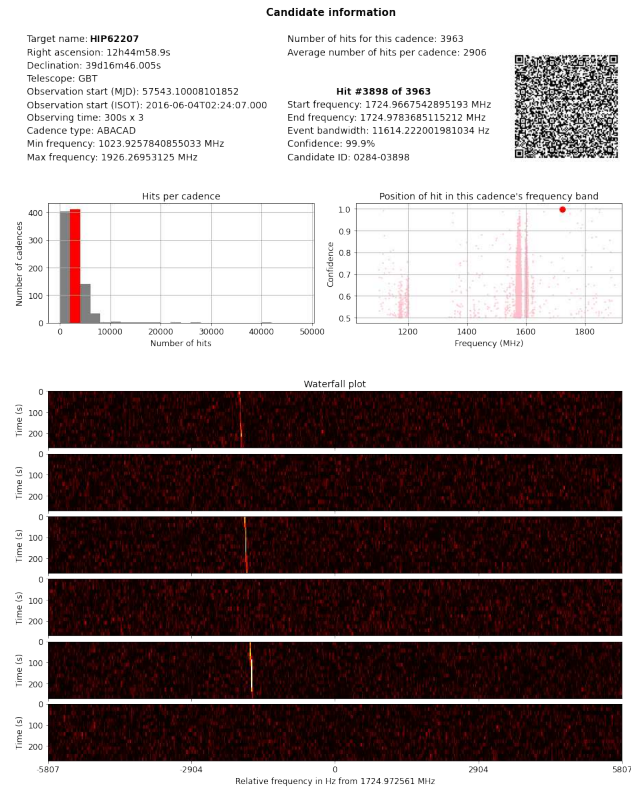 Candidate information
Target name: HIP62207
Right ascension: 12h44m58.9s
Declination: 39d16m46.005s
Telescope: GBT
Observation start (MJD): 57543.10008101852
Observation start (ISOT): 2016-06-04T02:24:07.000
Observing time: 300s x 3
Cadence type: ABACAD
Min frequency: 1023.9257840855033 MHz
Max frequency: 1926.26953125 MHz
Number of hits for this cadence: 3963
Average number of hits per cadence: 2906
Hit #3898 of 3963
Start frequency: 1724.9667542895193 MHz
End frequency: 1724.9783685115212 MHz
Event bandwidth: 11614.222001981034 Hz
Confidence: 99.9%
Candidate ID: 0284-03898
Hits per cadence
Number of cadences
400
300
200
100
0
0 10000 20000 30000 40000 50000
Number of hits
Position of hit in this cadence's frequency band
Confidence
1.0
0.9
0.8
0.7
0.6
0.5
1200 1400 1600 1800
Frequency (MHz)
Waterfall plot
Time (s)
0
100
200
Time (s)
0
100
200
Time (s)
0
100
200
Time (s)
0
100
200
Time (s)
0
100
200
Time (s)
0
100
200
-5807 -2904 0 2904 5807
Relative frequency in Hz from 1724.972561 MHz